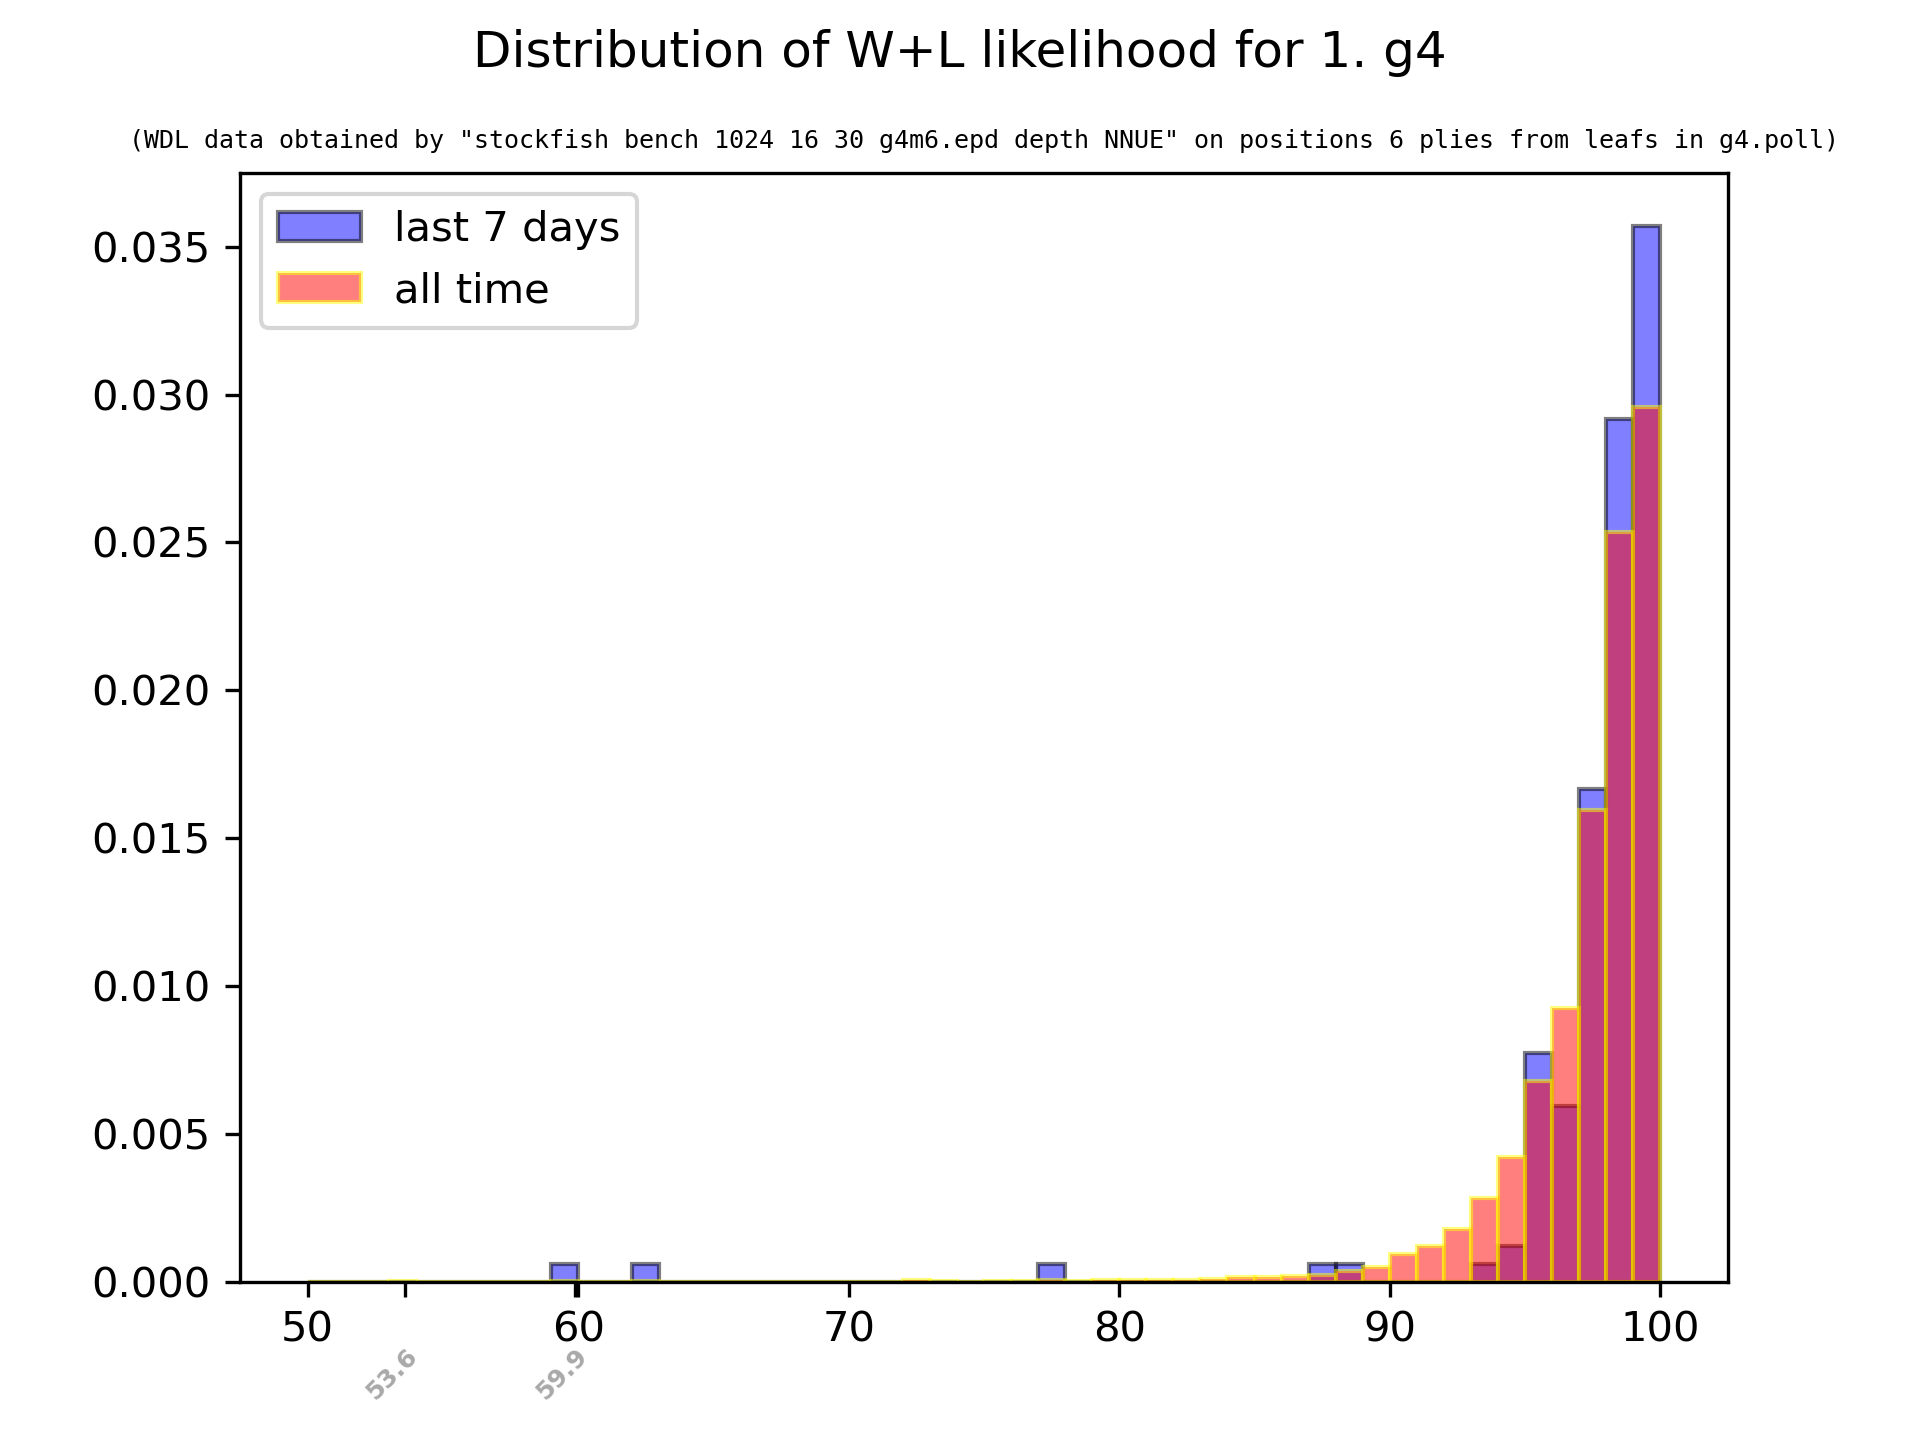 Distribution of W+L likelihood for 1. g4
(WDL data obtained by "stockfish bench 1024 16 30 g4m6.epd depth NNUE" on positions 6 plies from leafs in g4.poll)
last 7 days
all time
0.035
0.030
0.025
0.020
0.015
0.010
0.005
0.000
50 60 70 80 90 100
53.6 59.9